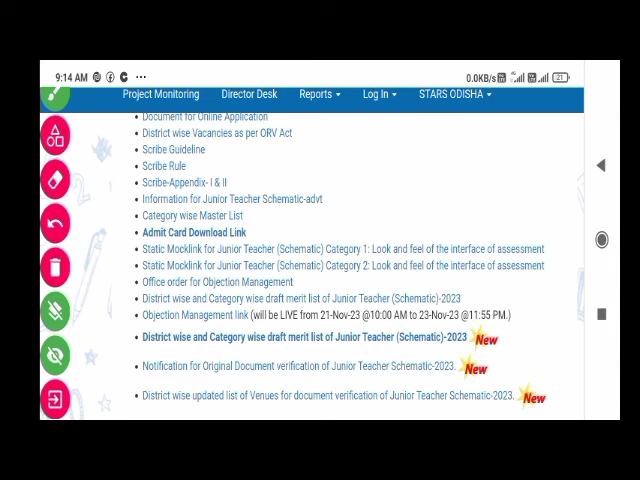 9:14 AM
0.0KB/s
4G
21
Project Monitoring Director Desk Reports Log In STARS ODISHA
Document for Online Application
District wise Vacancies as per ORV Act
Scribe Guideline
Scribe Rule
Scribe-Appendix- I & II
Information for Junior Teacher Schematic-advt
Category wise Master List
Admit Card Download Link
Static Mocklink for Junior Teacher (Schematic) Category 1: Look and feel of the interface of assessment
Static Mocklink for Junior Teacher (Schematic) Category 2: Look and feel of the interface of assessment
Office order for Objection Management
District wise and Category wise draft merit list of Junior Teacher (Schematic)-2023
Objection Management link (will be LIVE from 21-Nov-23 @10:00 AM to 23-Nov-23 @11:55 PM.)
District wise and Category wise draft merit list of Junior Teacher (Schematic)-2023 New
Notification for Original Document verification of Junior Teacher Schematic-2023. New
District wise updated list of Venues for document verification of Junior Teacher Schematic-2023. New